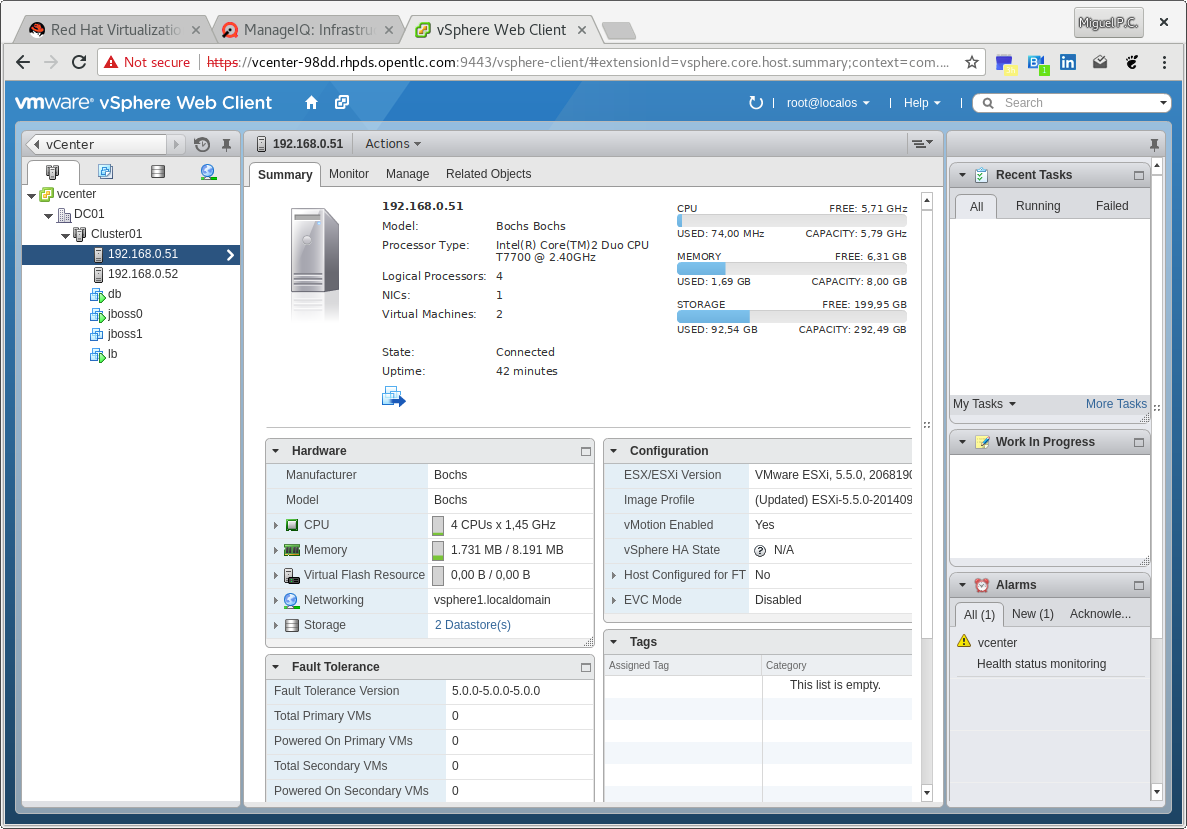 Red Hat Virtualizatio
ManageIQ: Infrastru
vSphere Web Client
Miguel P.C.
Not secure
https://vcenter-98dd.rhpds.opentlc.com:9443/vsphere-client/#extensionId=vsphere.core.host.summary;context=com....
vmware® vSphere Web Client
root@localos
Help
Search
vCenter
vcenter
DC01
Cluster01
192.168.0.51
192.168.0.52
db
jboss0
jboss1
lb
192.168.0.51
Actions
Summary
Monitor
Manage
Related Objects
192.168.0.51
Model: Bochs Bochs
Processor Type: Intel(R) Core(TM)2 Duo CPU
T7700 @ 2.40GHz
Logical Processors: 4
NICs: 1
Virtual Machines: 2
State: Connected
Uptime: 42 minutes
CPU FREE: 5,71 GHz
USED: 74,00 MHz CAPACITY: 5,79 GHz
MEMORY FREE: 6,31 GB
USED: 1,69 GB CAPACITY: 8,00 GB
STORAGE FREE: 199,95 GB
USED: 92,54 GB CAPACITY: 292,49 GB
Hardware
Manufacturer Bochs
Model Bochs
CPU 4 CPUs x 1,45 GHz
Memory 1.731 MB / 8.191 MB
Virtual Flash Resource 0,00 B / 0,00 B
Networking vsphere1.localdomain
Storage 2 Datastore(s)
Fault Tolerance
Fault Tolerance Version 5.0.0-5.0.0-5.0.0
Total Primary VMs 0
Powered On Primary VMs 0
Total Secondary VMs 0
Powered On Secondary VMs 0
Configuration
ESX/ESXi Version VMware ESXi, 5.5.0, 2068190
Image Profile (Updated) ESXi-5.5.0-201409
vMotion Enabled Yes
vSphere HA State N/A
Host Configured for FT No
EVC Mode Disabled
Tags
Assigned Tag Category
This list is empty.
Recent Tasks
All Running Failed
My Tasks More Tasks
Work In Progress
Alarms
All (1) New (1) Acknowle...
vcenter
Health status monitoring